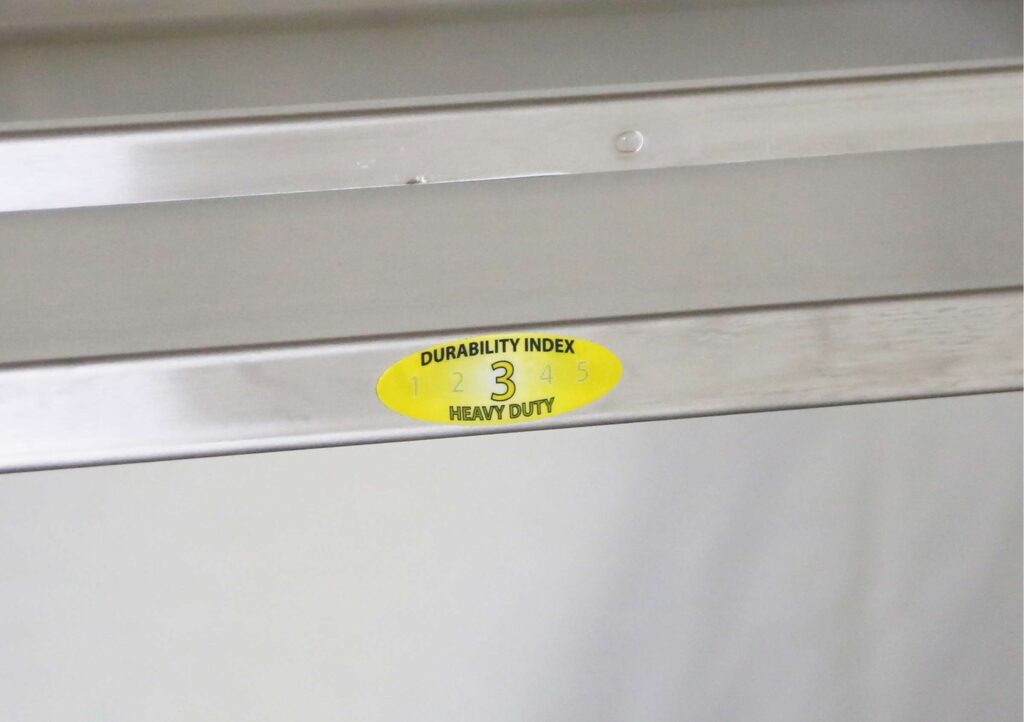 DURABILITY INDEX
1 2 3 4 5
HEAVY DUTY